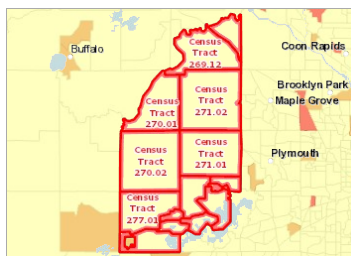 Buffalo
Census
Tract
269.12
Coon Rapids
Census
Tract
270.01
Census
Tract
271.02
Brooklyn Park
Maple Grove
Census
Tract
270.02
Census
Tract
271.01
Plymouth
Census
Tract
277.01